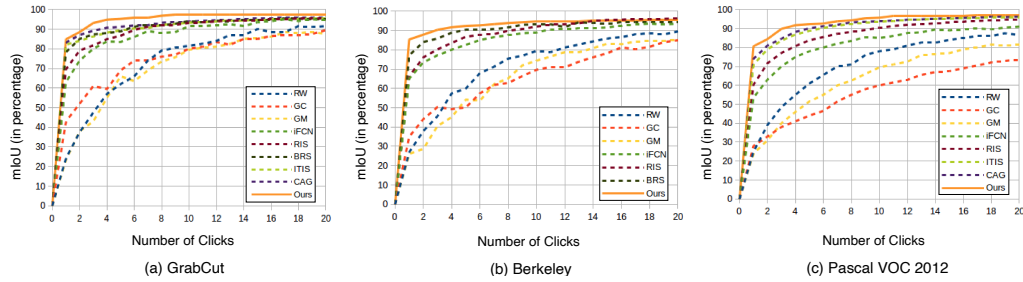 mIoU (in percentage)
100
90
80
70
60
50
40
30
20
10
0
0 2 4 6 8 10 12 14 16 18 20
RW
GC
GM
iFCN
RIS
BRS
ITIS
CAG
Ours
Number of Clicks
(a) GrabCut
mIoU (in percentage)
100
90
80
70
60
50
40
30
20
10
0
0 2 4 6 8 10 12 14 16 18 20
RW
GC
GM
iFCN
RIS
BRS
Ours
Number of Clicks
(b) Berkeley
mIoU (in percentage)
100
90
80
70
60
50
40
30
20
10
0
0 2 4 6 8 10 12 14 16 18 20
RW
GC
GM
iFCN
RIS
ITIS
CAG
Ours
Number of Clicks
(c) Pascal VOC 2012